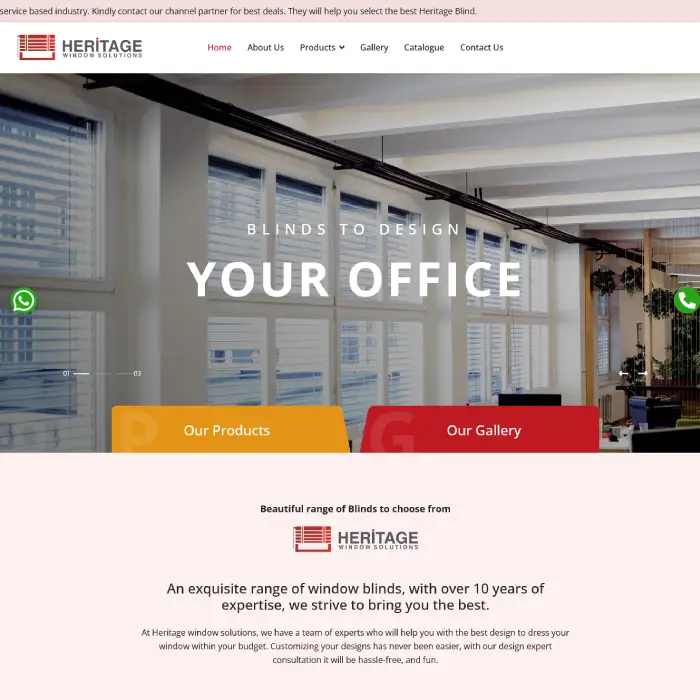 service based industry. Kindly contact our channel partner for best deals. They will help you select the best Heritage Blind.
HERITAGE
WINDOW SOLUTIONS
Home About Us Products Gallery Catalogue Contact Us
BLINDS TO DESIGN
YOUR OFFICE
01 03
P Our Products G Our Gallery
Beautiful range of Blinds to choose from
HERITAGE
WINDOW SOLUTIONS
An exquisite range of window blinds, with over 10 years of
expertise, we strive to bring you the best.
At Heritage window solutions, we have a team of experts who will help you with the best design to dress your
window within your budget. Customizing your designs has never been easier, with our design expert
consultation it will be hassle-free, and fun.